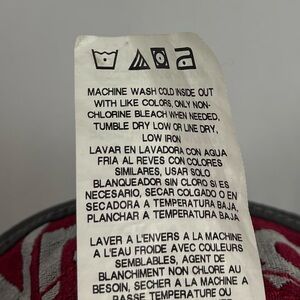 MACHINE WASH COLD INSIDE OUT
WITH LIKE COLORS, ONLY NON-
CHLORINE BLEACH WHEN NEEDED,
TUMBLE DRY LOW OR LINE DRY,
LOW IRON
LAVAR EN LAVADORA CON AGUA
FRIA AL REVES CON COLORES
SIMILARES, USAR SOLO
BLANQUEADOR SIN CLORO SI ES
NECESARIO, SECAR COLGADO O EN
SECADORA A TEMPERATURA BAJA,
PLANCHAR A TEMPERATURA BAJA
LAVER A L'ENVERS A LA MACHINE
A L'EAU FROIDE AVEC COULEURS
SEMBLABLES, AGENT DE
BLANCHIMENT NON CHLORE AU
BESOIN, SECHER A LA MACHINE A
BASSE TEMPERATURE OU